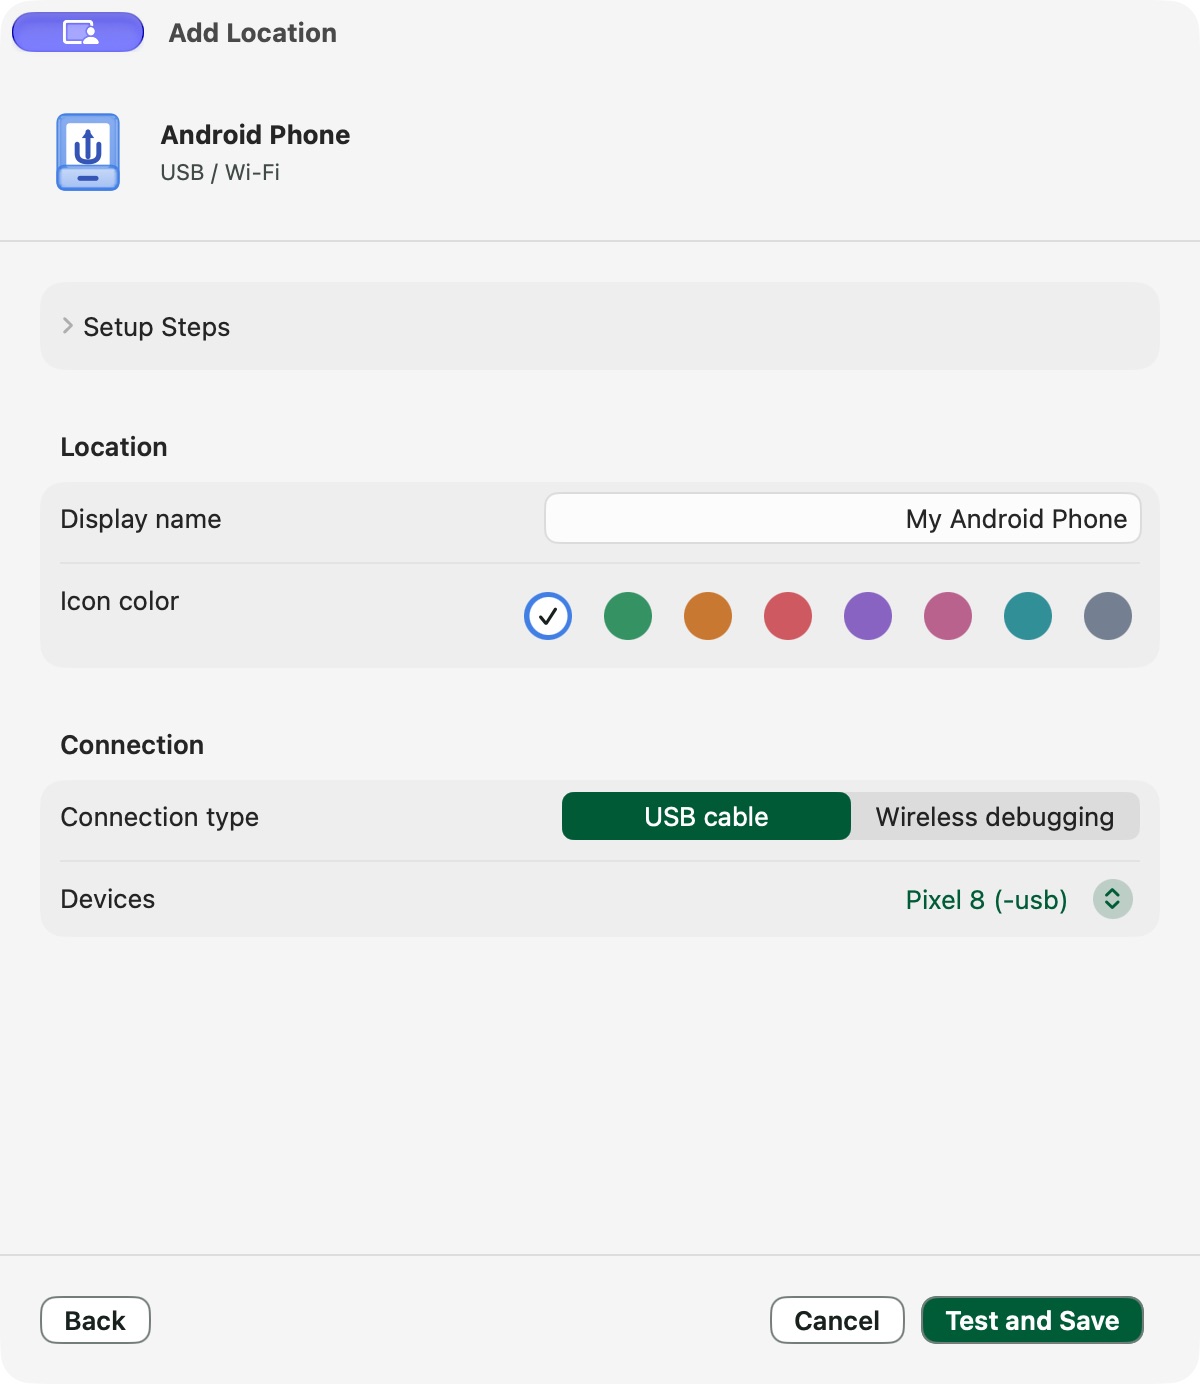 Add Location
Android Phone
USB / Wi-Fi
Setup Steps
Location
Display name
My Android Phone
Icon color
Connection
Connection type
USB cable
Wireless debugging
Devices
Pixel 8 (-usb)
Back
Cancel
Test and Save